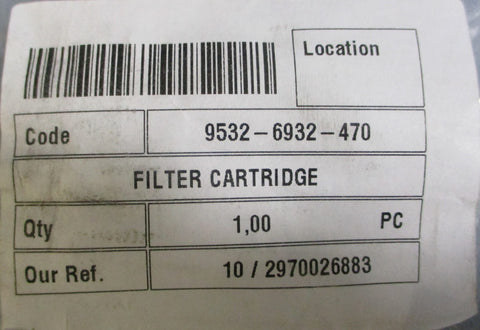 Location
Code 9532-6932-470
FILTER CARTRIDGE
Qty 1,00 PC
Our Ref. 10 / 2970026883